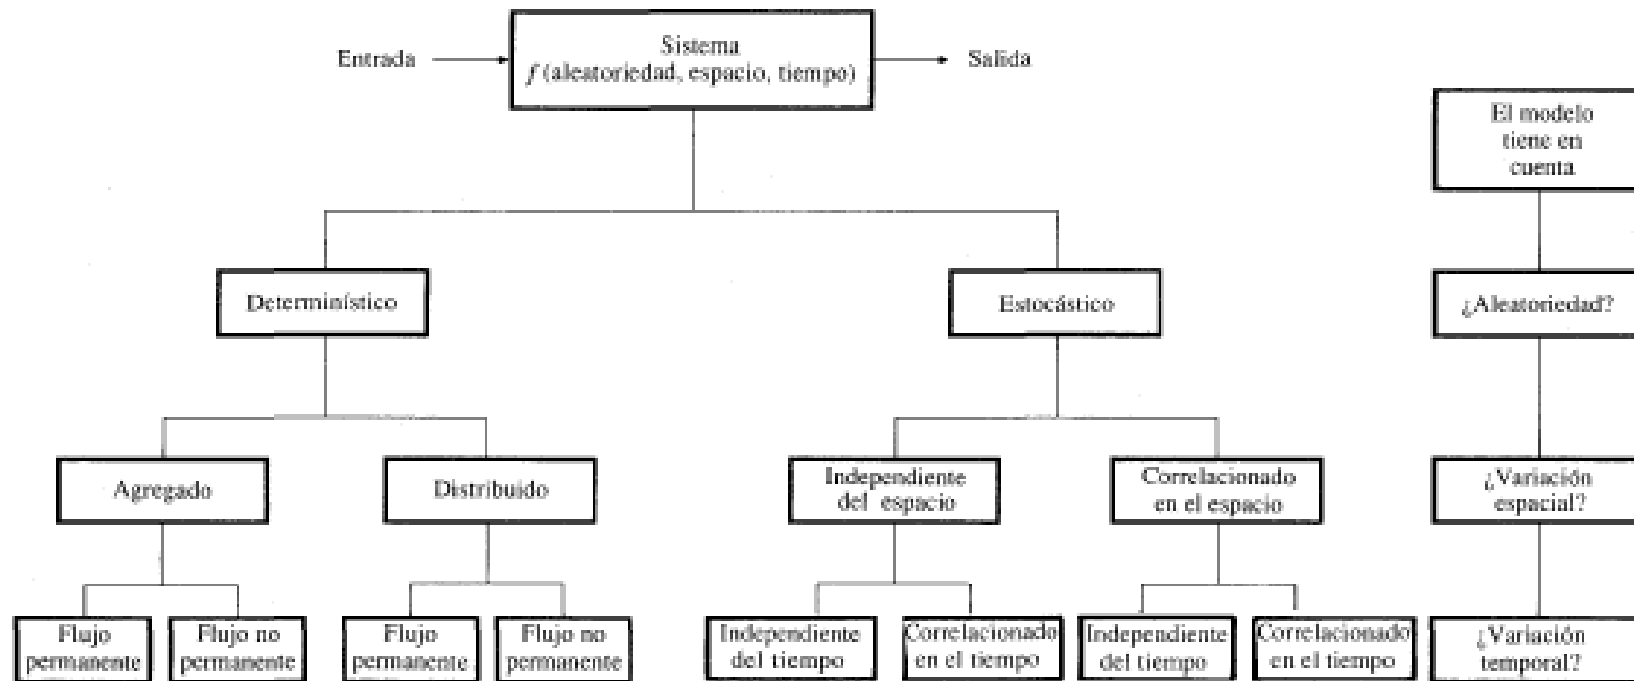 Entrada
Sistema
f (aleatoriedad, espacio, tiempo)
Salida
El modelo
tiene en
cuenta
Determinístico
Estocástico
¿Aleatoriedad?
Agregado
Distribuido
Independiente
del espacio
Correlacionado
en el espacio
¿Variación
espacial?
Flujo
permanente
Flujo no
permanente
Flujo
permanente
Flujo no
permanente
Independiente
del tiempo
Correlacionado
en el tiempo
Independiente
del tiempo
Correlacionado
en el tiempo
¿Variación
temporal?